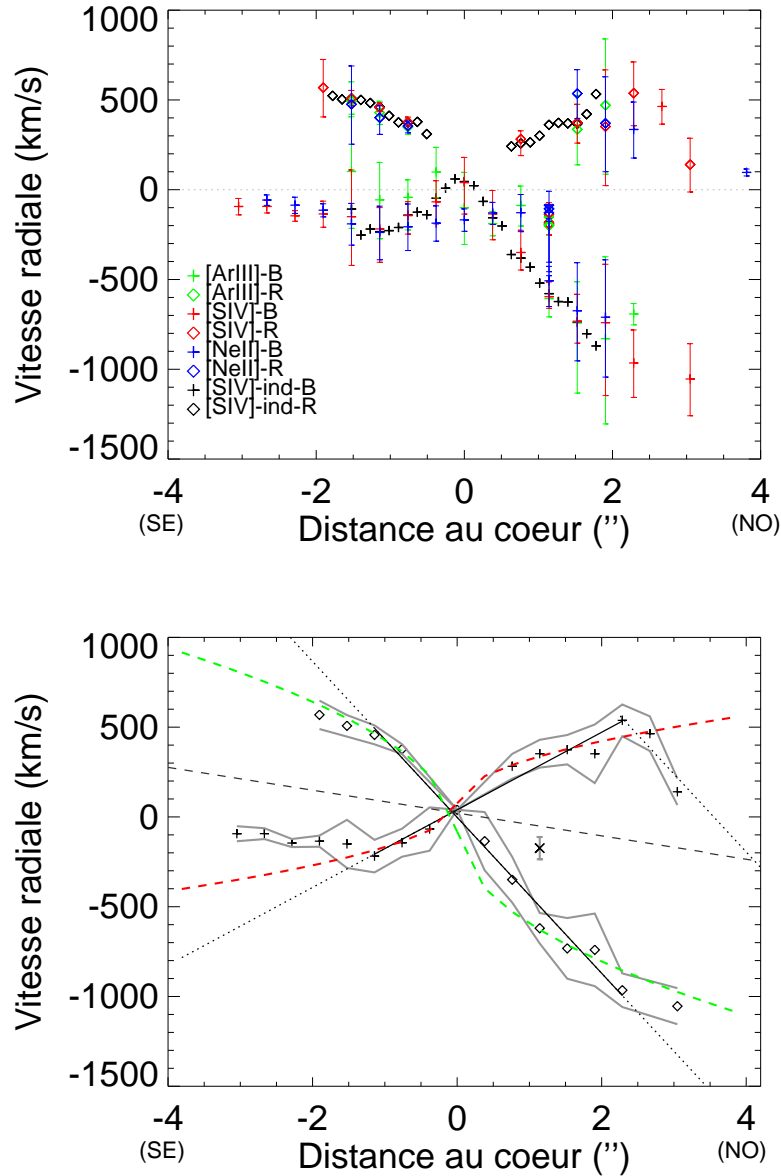 1000
500
0
-500
-1000
-1500
Vitesse radiale (km/s)
[ArIII]-B
[ArIII]-R
[SIV]-B
[SIV]-R
[NeII]-B
[NeII]-R
[SIV]-ind-B
[SIV]-ind-R
-4 -2 0 2 4
(SE) Distance au coeur (’’) (NO)
1000
500
0
-500
-1000
-1500
Vitesse radiale (km/s)
-4 -2 0 2 4
(SE) Distance au coeur (’’) (NO)